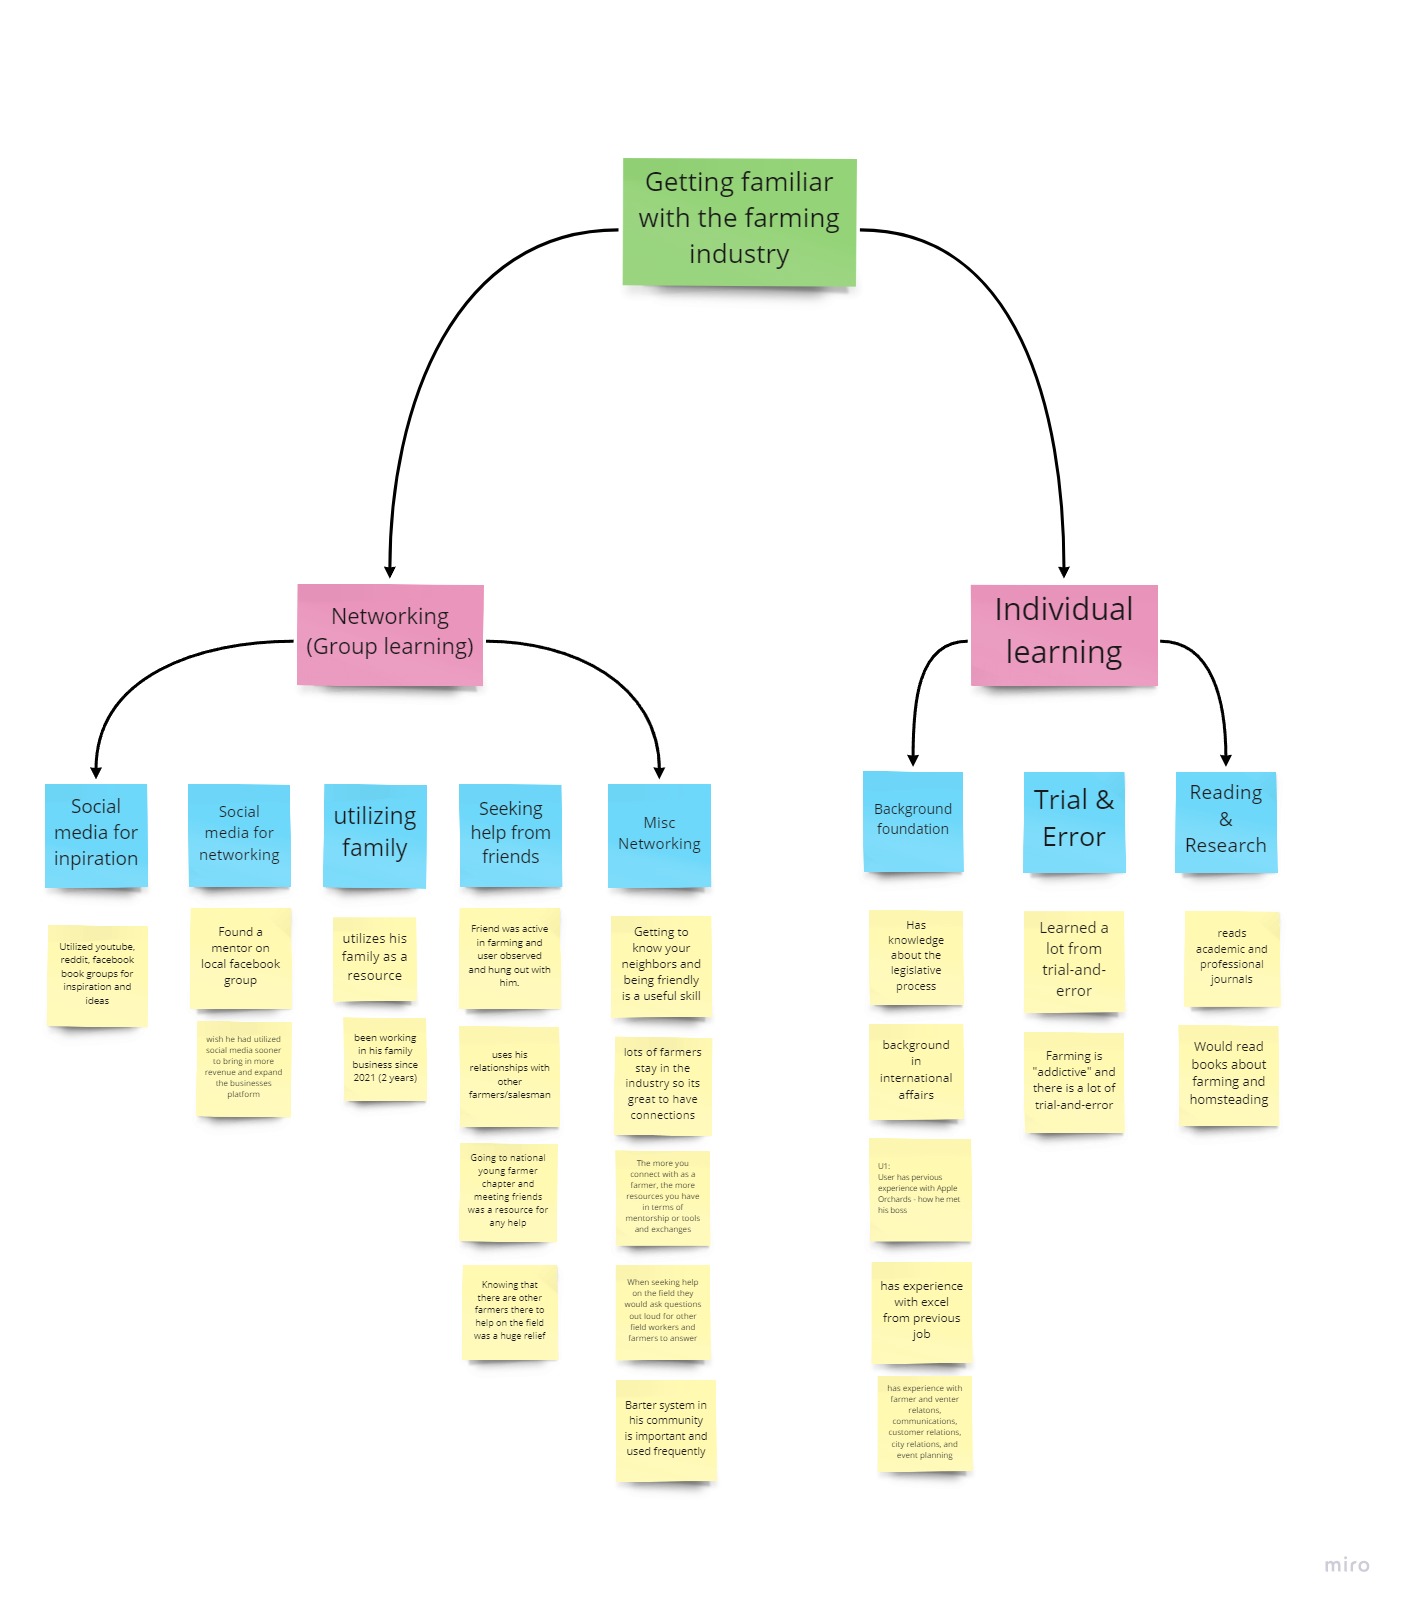 Getting familiar
with the farming
industry
Networking
(Group learning)
Individual
learning
Social
media for
inpiration
Social
media for
networking
utilizing
family
Seeking
help from
friends
Misc
Networking
Background
foundation
Trial &
Error
Reading
&
Research
Utilized youtube,
reddit, facebook
book groups for
inspiration and
ideas
Found a
mentor on
local facebook
group
wish he had utilized
social media sooner
to bring in more
revenue and expand
the businesses
platform
utilizes his
family as a
resource
been working
in his family
business since
2021 (2 years)
Friend was active
in farming and
user observed
and hung out with
him.
uses his
relationships with
other
farmers/salesman
Going to national
young farmer
chapter and
meeting friends
was a resource for
any help
Knowing that
there are other
farmers there to
help on the field
was a huge relief
Getting to
know your
neighbors and
being friendly
is a useful skill
lots of farmers
stay in the
industry so its
great to have
connections
The more you
connect with as a
farmer, the more
resources you have
in terms of
mentorship or tools
and exchanges
When seeking help
on the field they
would ask questions
out loud for other
field workers and
farmers to answer
Barter system in
his community
is important and
used frequently
Has
knowledge
about the
legislative
process
background
in
international
affairs
U1:
User has pervious
experience with Apple
Orchards - how he met
his boss
has experience
with excel
from previous
job
has experience with
farmer and venter
relatons,
communications,
customer relations,
city relations, and
event planning
Learned a
lot from
trial-and-
error
Farming is
"addictive" and
there is a lot of
trial-and-error
reads
academic and
professional
journals
Would read
books about
farming and
homsteading
miro